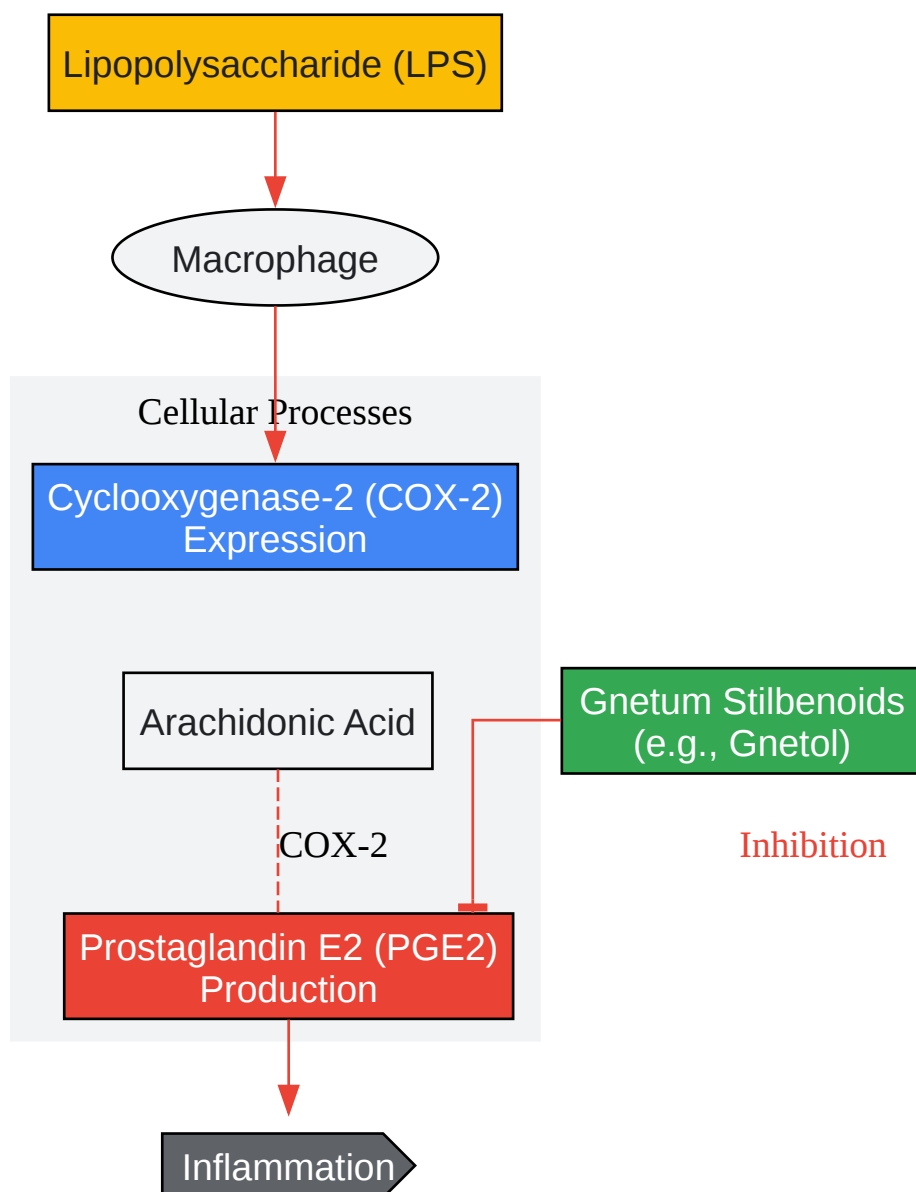 Lipopolysaccharide (LPS)
Macrophage
Cellular Processes
Cyclooxygenase-2 (COX-2)
Expression
Arachidonic Acid
Gnetum Stilbenoids
(e.g., Gnetol)
COX-2
Inhibition
Prostaglandin E2 (PGE2)
Production
Inflammation